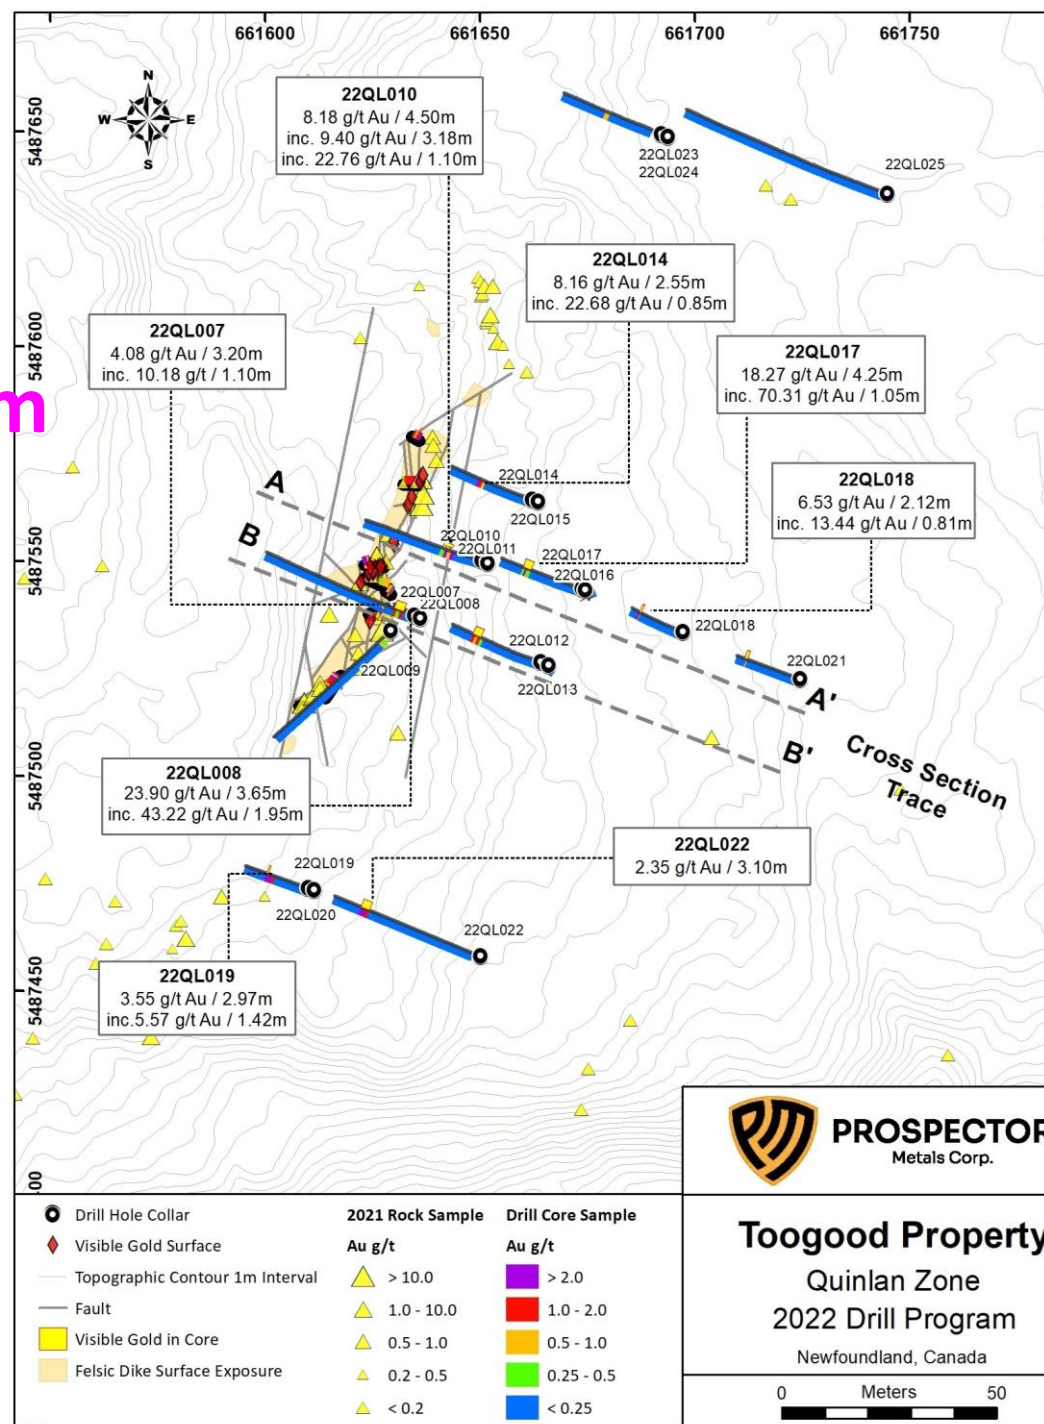 661600
661650
661700
661750
5487650
5487600
5487550
5487500
5487450
00
N
W
E
S
m
22QL010
8.18 g/t Au / 4.50m
inc. 9.40 g/t Au / 3.18m
inc. 22.76 g/t Au / 1.10m
22QL023
22QL024
22QL025
22QL014
8.16 g/t Au / 2.55m
inc. 22.68 g/t Au / 0.85m
22QL007
4.08 g/t Au / 3.20m
inc. 10.18 g/t / 1.10m
22QL017
18.27 g/t Au / 4.25m
inc. 70.31 g/t Au / 1.05m
22QL018
6.53 g/t Au / 2.12m
inc. 13.44 g/t Au / 0.81m
A
B
22QL014
22QL015
22QL010
22QL011
22QL017
22QL016
22QL007
22QL008
22QL009
22QL012
22QL013
22QL018
22QL021
A'
B'
Cross Section
Trace
22QL008
23.90 g/t Au / 3.65m
inc. 43.22 g/t Au / 1.95m
22QL022
2.35 g/t Au / 3.10m
22QL019
22QL020
22QL022
22QL019
3.55 g/t Au / 2.97m
inc.5.57 g/t Au / 1.42m
PROSPECTOR
Metals Corp.
Toogood Property
Quinlan Zone
2022 Drill Program
Newfoundland, Canada
0 Meters 50
Drill Hole Collar
Visible Gold Surface
Topographic Contour 1m Interval
Fault
Visible Gold in Core
Felsic Dike Surface Exposure
2021 Rock Sample
Au g/t
> 10.0
1.0 - 10.0
0.5 - 1.0
0.2 - 0.5
< 0.2
Drill Core Sample
Au g/t
> 2.0
1.0 - 2.0
0.5 - 1.0
0.25 - 0.5
< 0.25